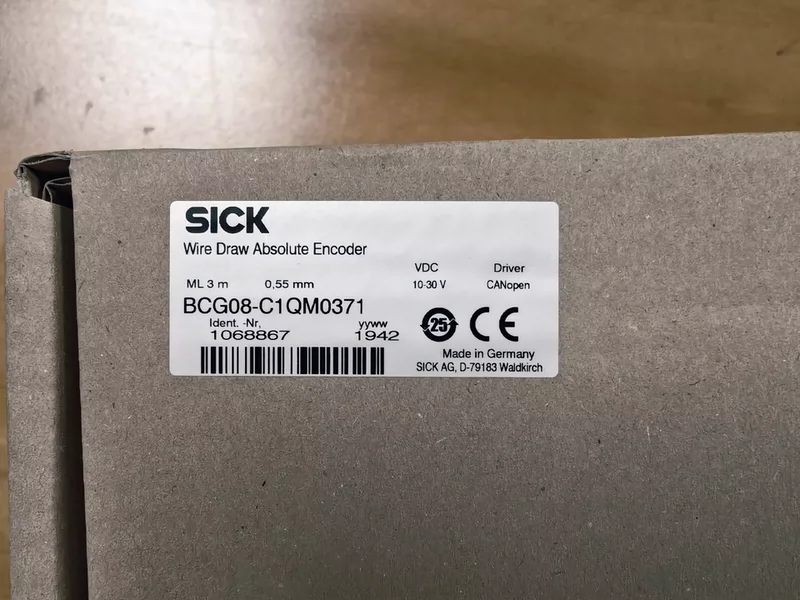 SICK
Wire Draw Absolute Encoder
VDC Driver
ML 3 m 0,55 mm 10-30 V CANopen
BCG08-C1QM0371
Ident. -Nr, yyww
1068867 1942
25 CE
Made in Germany
SICK AG, D-79183 Waldkirch